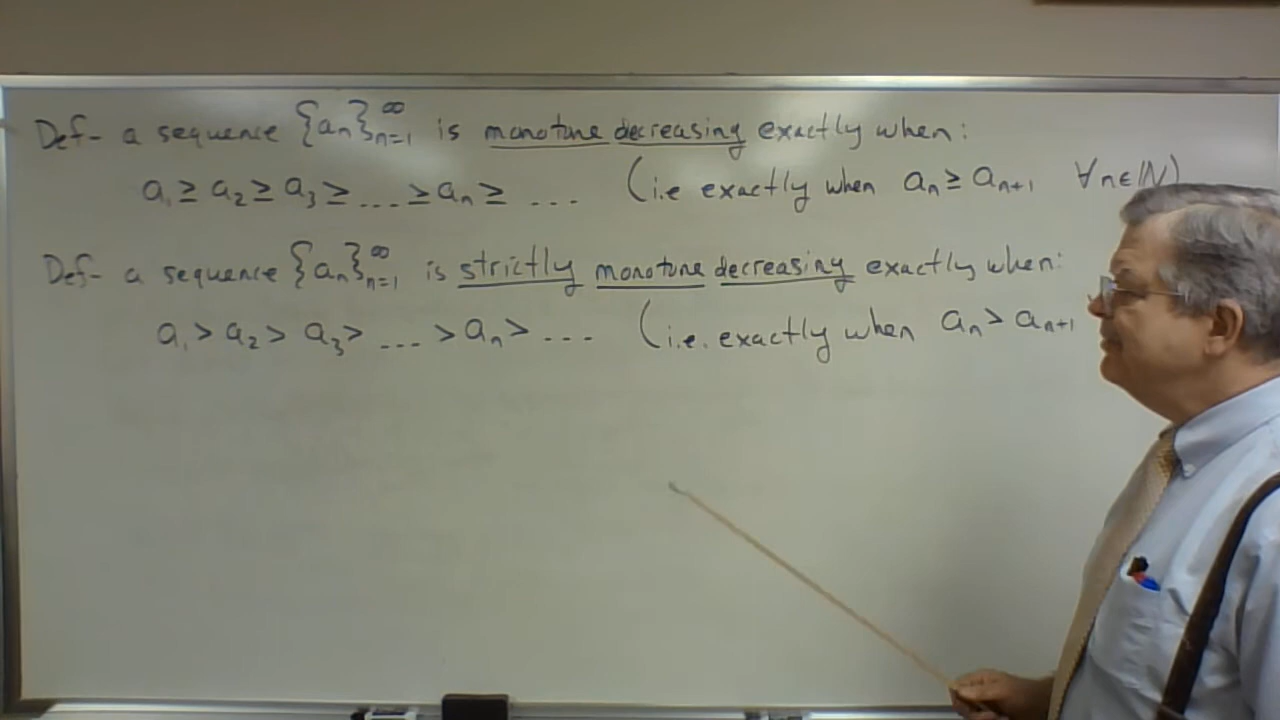 Def- a sequence {aₙ}ₙ₌₁^∞ is monotone decreasing exactly when:
a₁ ≥ a₂ ≥ a₃ ≥ ... ≥ aₙ ≥ ... (i.e exactly when aₙ ≥ aₙ₊₁ ∀n∈ℕ)
Def- a sequence {aₙ}ₙ₌₁^∞ is strictly monotone decreasing exactly when:
a₁ > a₂ > a₃ > ... > aₙ > ... (i.e. exactly when aₙ > aₙ₊₁